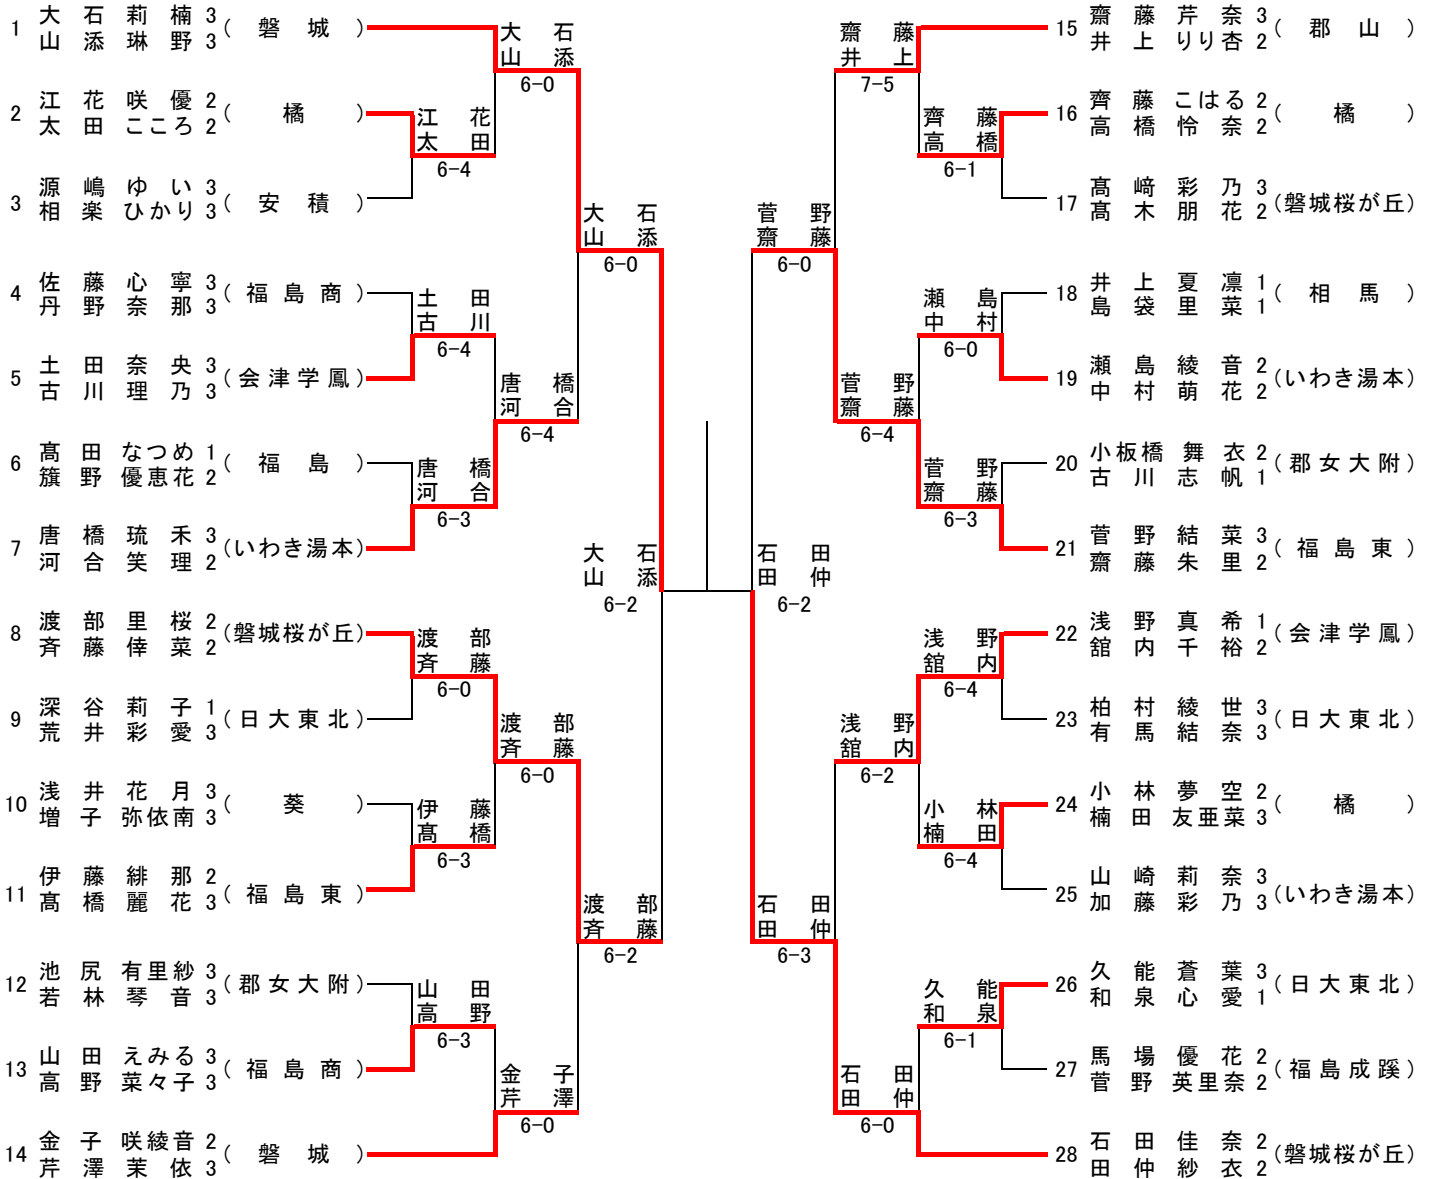 1 大石莉楠 3 (磐城)
山添琳野 3
2 江花咲優 2 (橘)
太田こころ 2
3 源嶋ゆい 3 (安積)
相楽ひかり 3
4 佐藤心寧 3 (福島商)
丹野奈那 3
5 土田奈央 3 (会津学鳳)
古川理乃 3
6 髙田なつめ 1 (福島)
籏野優恵花 2
7 唐橋琉禾 3 (いわき湯本)
河合笑理 2
8 渡部里桜 2 (磐城桜が丘)
斉藤倖菜 2
9 深谷莉子 1 (日大東北)
荒井彩愛 3
10 浅井花月 3 (葵)
増子弥依南 3
11 伊藤緋那 2 (福島東)
髙橋麗花 3
12 池尻有里紗 3 (郡女大附)
若林琴音 3
13 山田えみる 3 (福島商)
高野菜々子 3
14 金子咲綾音 2 (磐城)
芹澤茉依 3
江花
太田
6-4
土田
古川
6-4
唐橋
河合
6-3
渡部
斉藤
6-0
伊藤
髙橋
6-3
山田
高野
6-3
大石
山添
6-0
唐橋
河合
6-4
渡部
斉藤
6-0
金子
芹澤
6-0
大石
山添
6-0
渡部
斉藤
6-2
大石
山添
6-2
石田
田仲
6-2
菅野
齋藤
6-0
石田
田仲
6-3
齋藤
井上
7-5
菅野
齋藤
6-4
浅野
舘内
6-2
石田
田仲
6-0
齊藤
高橋
6-1
瀬島
中村
6-0
菅野
齋藤
6-3
浅野
舘内
6-4
小林
楠田
6-4
久能
和泉
6-1
15 齋藤芹奈 3 (郡山)
井上りり杏 2
16 齊藤こはる 2 (橘)
高橋怜奈 2
17 髙﨑彩乃 3 (磐城桜が丘)
髙木朋花 2
18 井上夏凛 1 (相馬)
島袋里菜 1
19 瀬島綾音 2 (いわき湯本)
中村萌花 2
20 小板橋舞衣 2 (郡女大附)
古川志帆 1
21 菅野結菜 3 (福島東)
齋藤朱里 2
22 浅野真希 1 (会津学鳳)
舘内千裕 2
23 柏村綾世 3 (日大東北)
有馬結奈 3
24 小林夢空 2 (橘)
楠田友亜菜 3
25 山崎莉奈 3 (いわき湯本)
加藤彩乃 3
26 久能蒼葉 3 (日大東北)
和泉心愛 1
27 馬場優花 2 (福島成蹊)
菅野英里奈 2
28 石田佳奈 2 (磐城桜が丘)
田仲紗衣 2